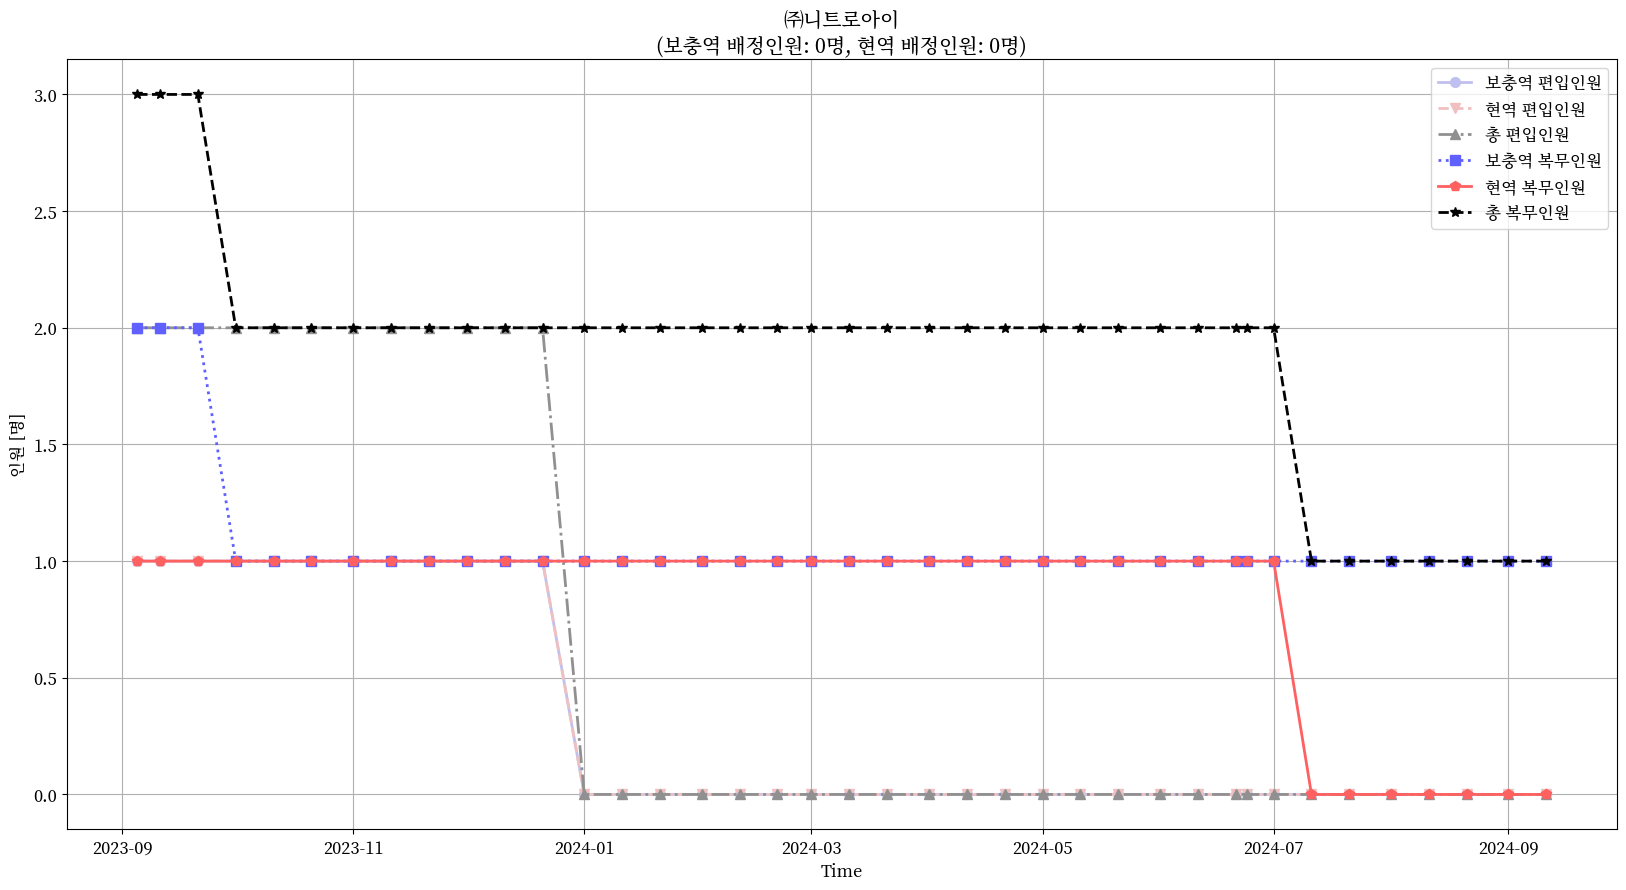 ㈜니트로아이
(보충역 배정인원: 0명, 현역 배정인원: 0명)
보충역 편입인원
현역 편입인원
총 편입인원
보충역 복무인원
현역 복무인원
총 복무인원
3.0
2.5
2.0
1.5
1.0
0.5
0.0
인원 [명]
2023-09
2023-11
2024-01
2024-03
2024-05
2024-07
2024-09
Time